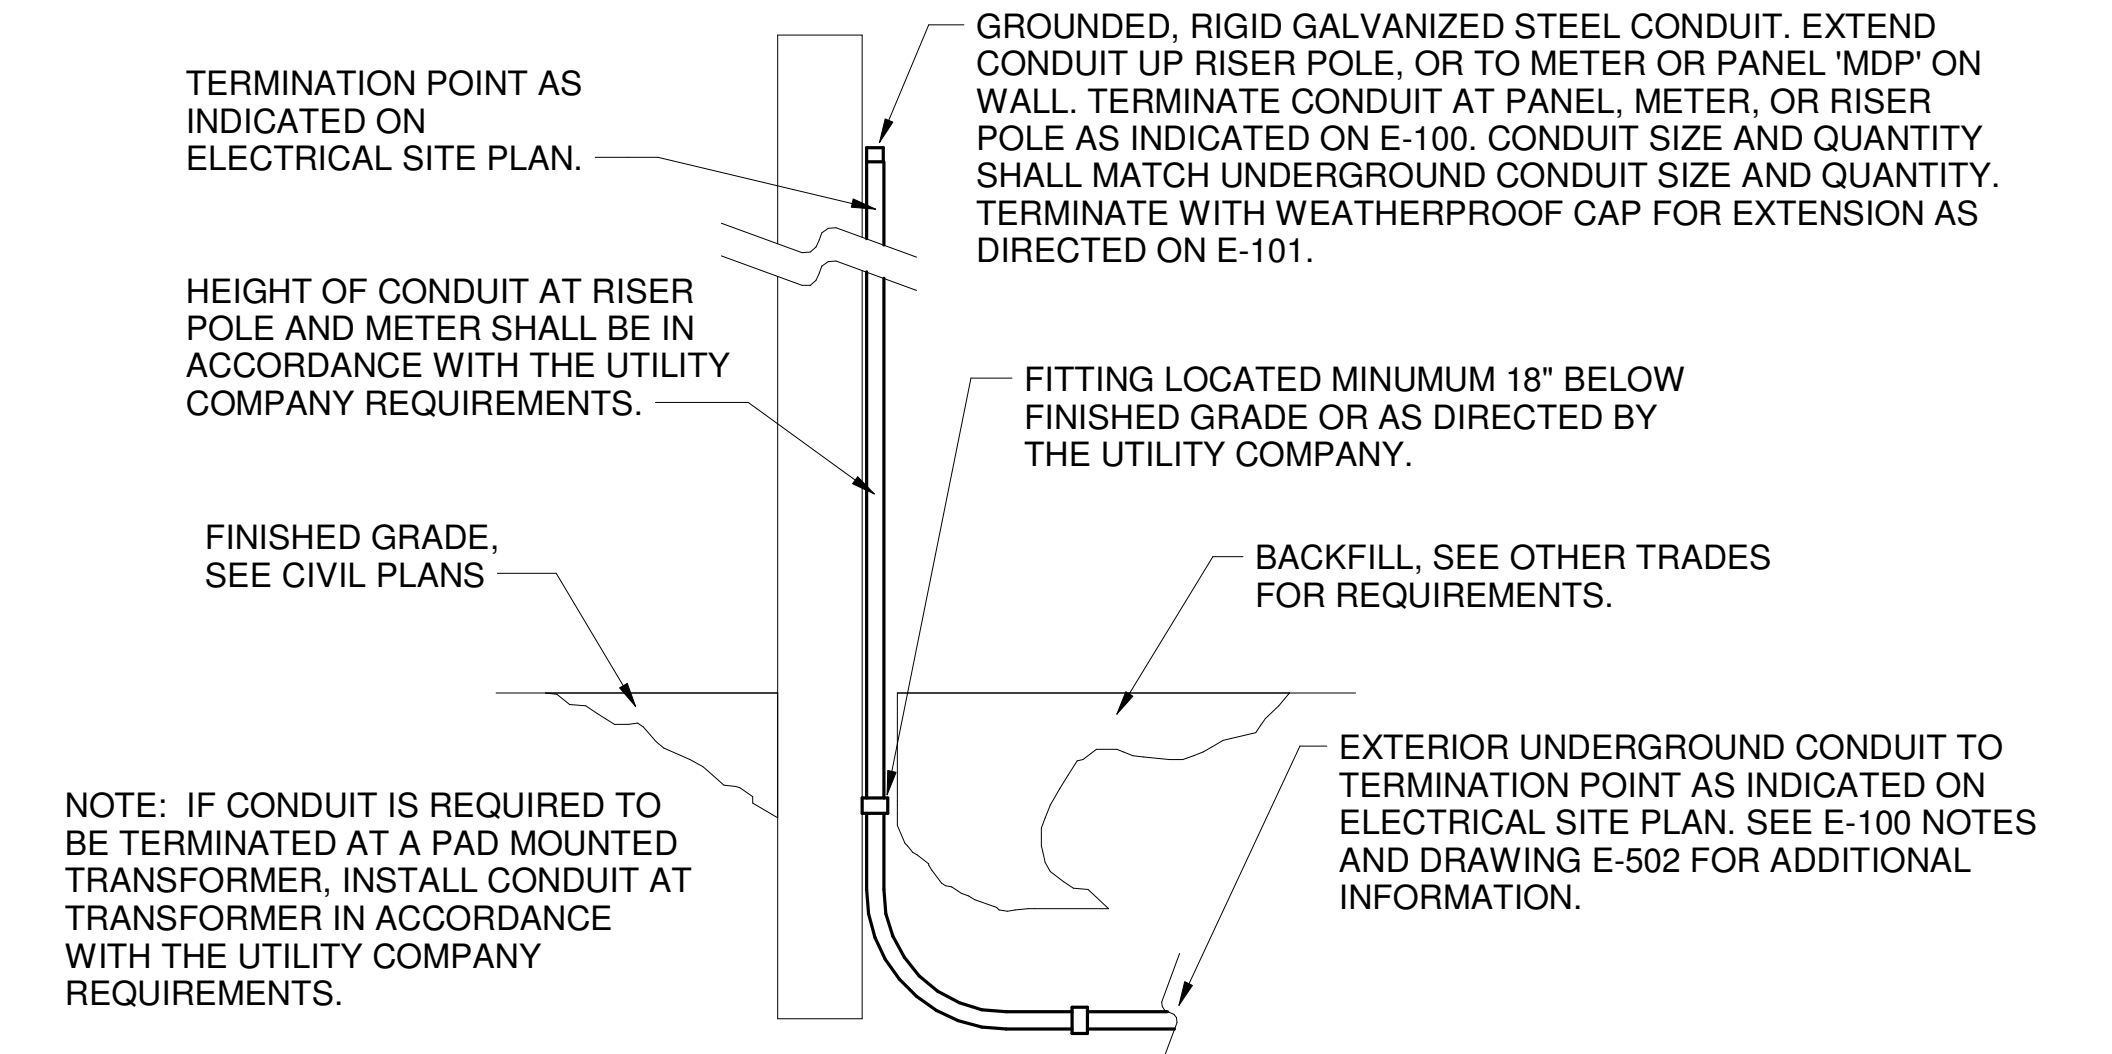 GROUNDED, RIGID GALVANIZED STEEL CONDUIT. EXTEND
CONDUIT UP RISER POLE, OR TO METER OR PANEL 'MDP' ON
WALL. TERMINATE CONDUIT AT PANEL, METER, OR RISER
POLE AS INDICATED ON E-100. CONDUIT SIZE AND QUANTITY
SHALL MATCH UNDERGROUND CONDUIT SIZE AND QUANTITY.
TERMINATE WITH WEATHERPROOF CAP FOR EXTENSION AS
DIRECTED ON E-101.
TERMINATION POINT AS
INDICATED ON
ELECTRICAL SITE PLAN.
HEIGHT OF CONDUIT AT RISER
POLE AND METER SHALL BE IN
ACCORDANCE WITH THE UTILITY
COMPANY REQUIREMENTS.
FITTING LOCATED MINUMUM 18" BELOW
FINISHED GRADE OR AS DIRECTED BY
THE UTILITY COMPANY.
FINISHED GRADE,
SEE CIVIL PLANS
BACKFILL, SEE OTHER TRADES
FOR REQUIREMENTS.
EXTERIOR UNDERGROUND CONDUIT TO
TERMINATION POINT AS INDICATED ON
ELECTRICAL SITE PLAN. SEE E-100 NOTES
AND DRAWING E-502 FOR ADDITIONAL
INFORMATION.
NOTE: IF CONDUIT IS REQUIRED TO
BE TERMINATED AT A PAD MOUNTED
TRANSFORMER, INSTALL CONDUIT AT
TRANSFORMER IN ACCORDANCE
WITH THE UTILITY COMPANY
REQUIREMENTS.